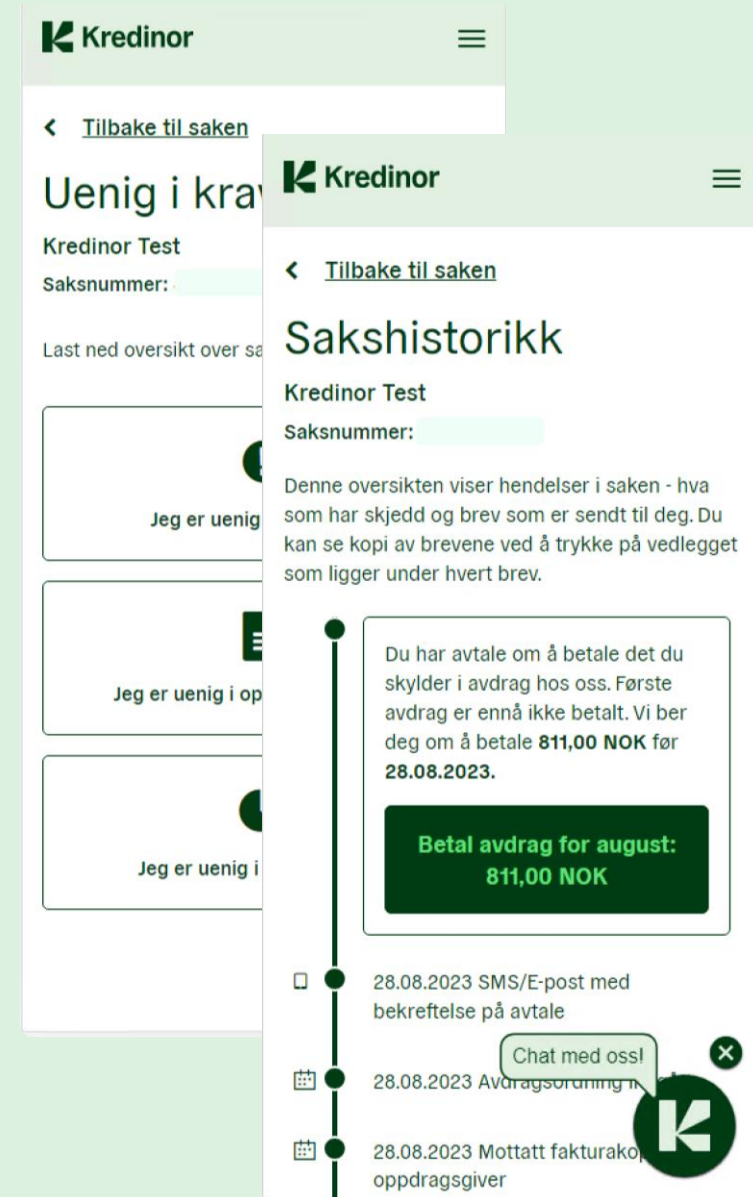 Kredinor
Tilbake til saken
Uenig i kra
Kredinor Test
Saksnummer:
Last ned oversikt over sa
Jeg er uenig
Jeg er uenig i op
Jeg er uenig i
Kredinor
Tilbake til saken
Sakshistorikk
Kredinor Test
Saksnummer:
Denne oversikten viser hendelser i saken - hva
som har skjedd og brev som er sendt til deg. Du
kan se kopi av brevene ved å trykke på vedlegget
som ligger under hvert brev.
Du har avtale om å betale det du
skylder i avdrag hos oss. Første
avdrag er ennå ikke betalt. Vi ber
deg om å betale 811,00 NOK før
28.08.2023.
Betal avdrag for august:
811,00 NOK
28.08.2023 SMS/E-post med
bekreftelse på avtale
Chat med oss!
28.08.2023 Avdragsordning
28.08.2023 Mottatt fakturako
oppdragsgiver